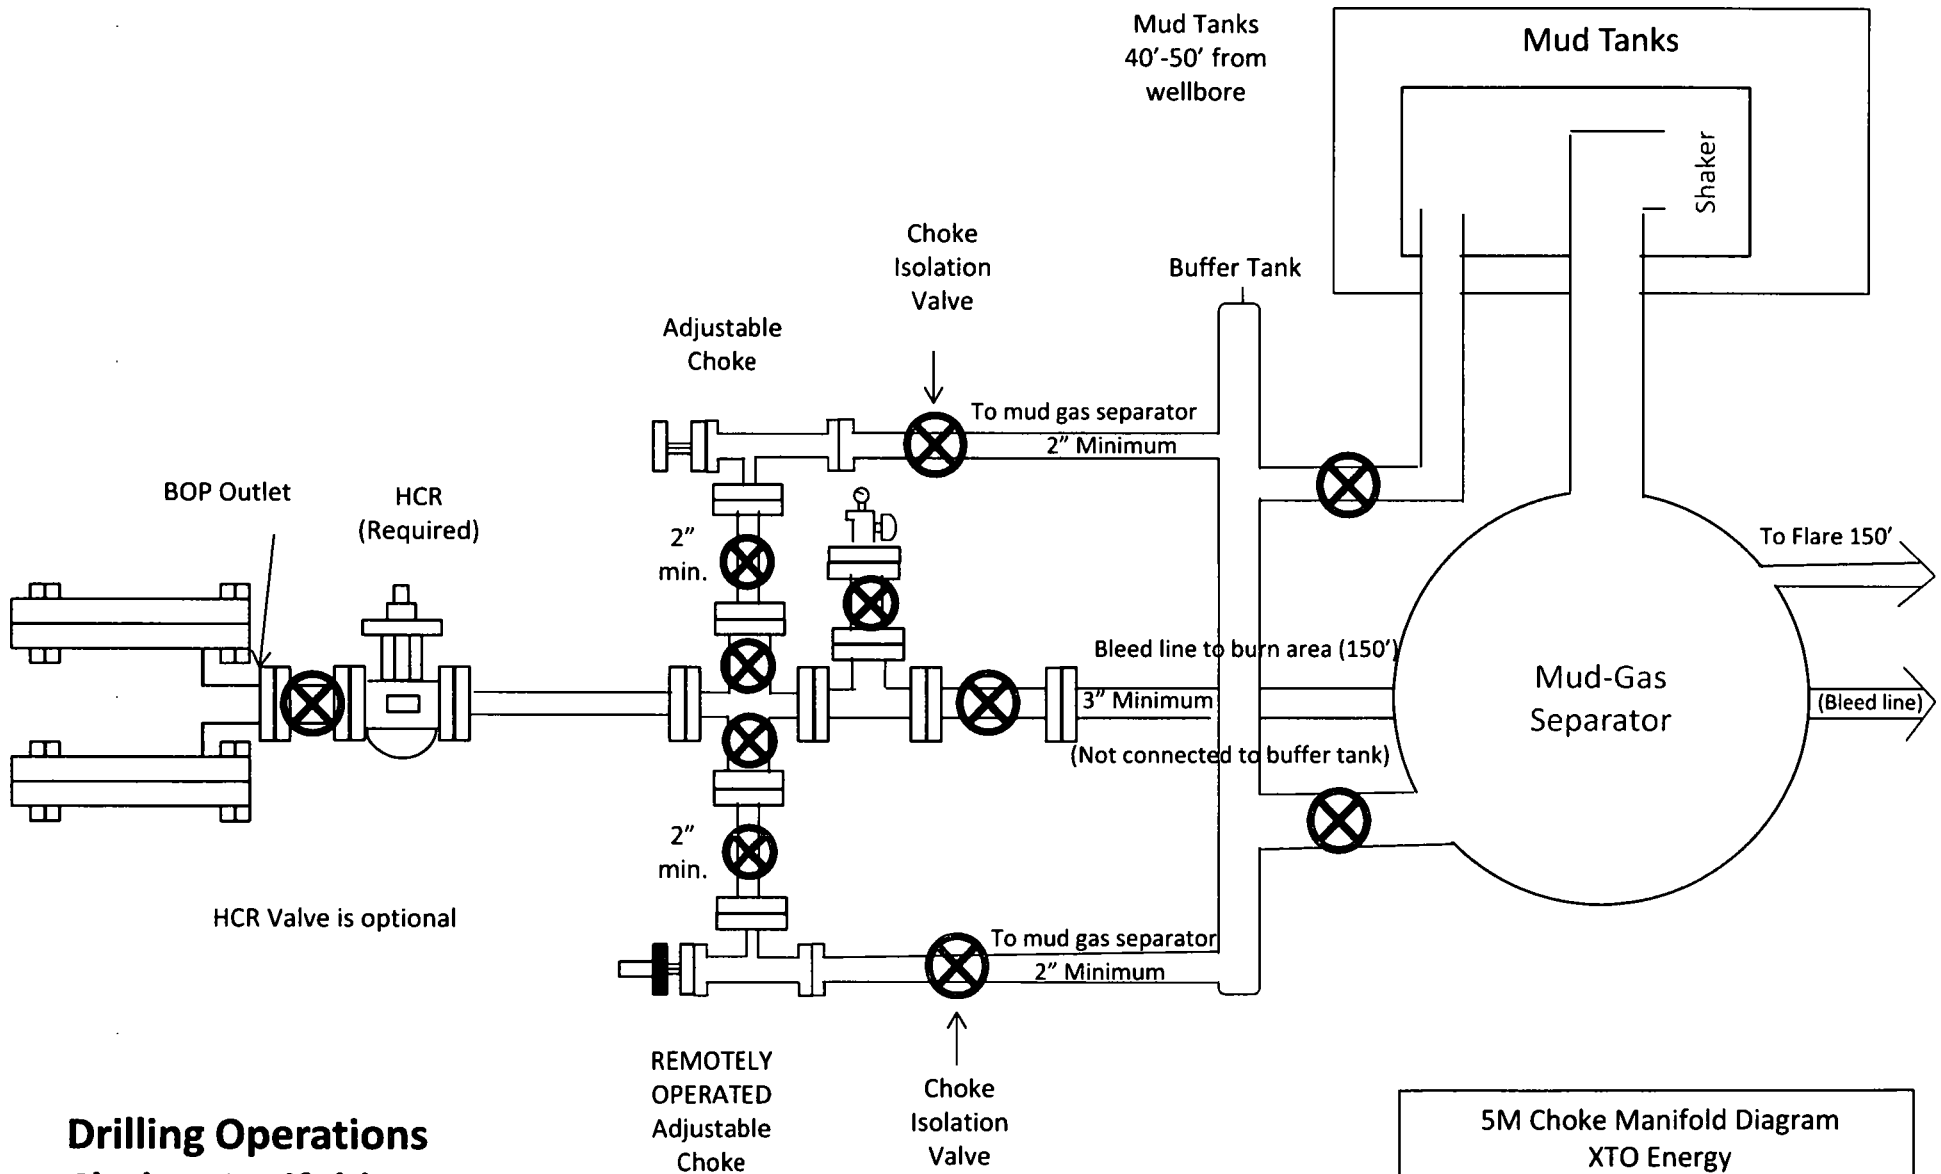 Mud Tanks
40'-50' from
wellbore
Mud Tanks
Shaker
Choke
Isolation
Valve
Buffer Tank
Adjustable
Choke
To mud gas separator
2" Minimum
BOP Outlet
HCR
(Required)
2"
min.
To Flare 150'
Bleed line to burn area (150')
3" Minimum
(Not connected to buffer tank)
Mud-Gas
Separator
(Bleed line)
2"
min.
HCR Valve is optional
To mud gas separator
2" Minimum
REMOTELY
OPERATED
Adjustable
Choke
Choke
Isolation
Valve
Drilling Operations
5M Choke Manifold Diagram
XTO Energy